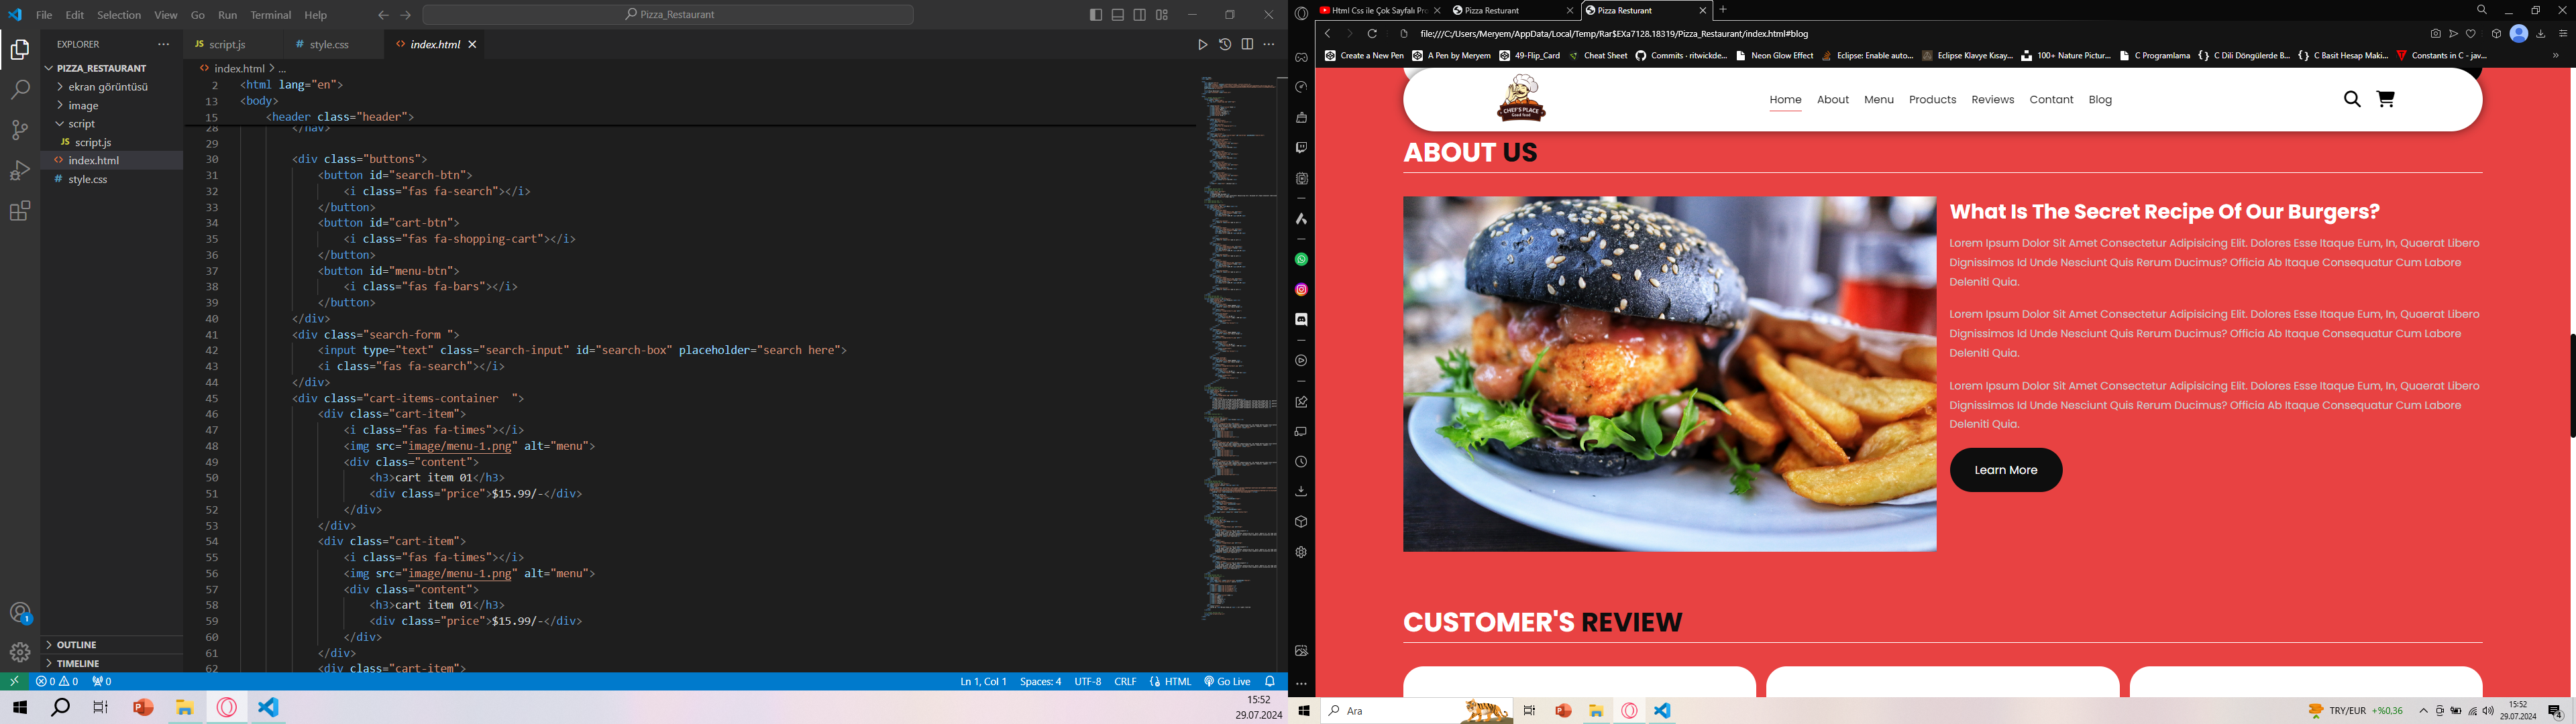 File Edit Selection View Go Run Terminal Help
Pizza_Restaurant
EXPLORER
PIZZA_RESTAURANT
ekran görüntüsü
image
script
JS script.js
<> index.html
# style.css
OUTLINE
TIMELINE
JS script.js
# style.css
<> index.html
<> index.html > ...
2 <html lang="en">
13 <body>
15 <header class="header">
28 </nav>
29
30 <div class="buttons">
31 <button id="search-btn">
32 <i class="fas fa-search"></i>
33 </button>
34 <button id="cart-btn">
35 <i class="fas fa-shopping-cart"></i>
36 </button>
37 <button id="menu-btn">
38 <i class="fas fa-bars"></i>
39 </button>
40 </div>
41 <div class="search-form ">
42 <input type="text" class="search-input" id="search-box" placeholder="search here">
43 <i class="fas fa-search"></i>
44 </div>
45 <div class="cart-items-container  ">
46 <div class="cart-item">
47 <i class="fas fa-times"></i>
48 <img src="image/menu-1.png" alt="menu">
49 <div class="content">
50 <h3>cart item 01</h3>
51 <div class="price">$15.99/-</div>
52 </div>
53 </div>
54 <div class="cart-item">
55 <i class="fas fa-times"></i>
56 <img src="image/menu-1.png" alt="menu">
57 <div class="content">
58 <h3>cart item 01</h3>
59 <div class="price">$15.99/-</div>
60 </div>
61 </div>
62 <div class="cart-item">
1
0 0 0
Ln 1, Col 1 Spaces: 4 UTF-8 CRLF HTML Go Live
15:52
29.07.2024
Html Css ile Çok Sayfalı Pro
Pizza Resturant
Pizza Resturant
file:///C:/Users/Meryem/AppData/Local/Temp/Rar$EXa7128.18319/Pizza_Restaurant/index.html#blog
Create a New Pen A Pen by Meryem 49-Flip_Card Cheat Sheet Commits · ritwickde... Neon Glow Effect Eclipse: Enable auto... Eclipse Klavye Kısay... 100+ Nature Pictur... C Programlama C Dili Döngülerde B... C Basit Hesap Maki... Constants in C - jav...
CHEF'S PLACE
Good food
Home About Menu Products Reviews Contant Blog
ABOUT US
What Is The Secret Recipe Of Our Burgers?
Lorem Ipsum Dolor Sit Amet Consectetur Adipisicing Elit. Dolores Esse Itaque Eum, In, Quaerat Libero
Dignissimos Id Unde Nesciunt Quis Rerum Ducimus? Officia Ab Itaque Consequatur Cum Labore
Deleniti Quia.
Lorem Ipsum Dolor Sit Amet Consectetur Adipisicing Elit. Dolores Esse Itaque Eum, In, Quaerat Libero
Dignissimos Id Unde Nesciunt Quis Rerum Ducimus? Officia Ab Itaque Consequatur Cum Labore
Deleniti Quia.
Lorem Ipsum Dolor Sit Amet Consectetur Adipisicing Elit. Dolores Esse Itaque Eum, In, Quaerat Libero
Dignissimos Id Unde Nesciunt Quis Rerum Ducimus? Officia Ab Itaque Consequatur Cum Labore
Deleniti Quia.
Learn More
CUSTOMER'S REVIEW
Ara
TRY/EUR +%0,36
15:52
29.07.2024